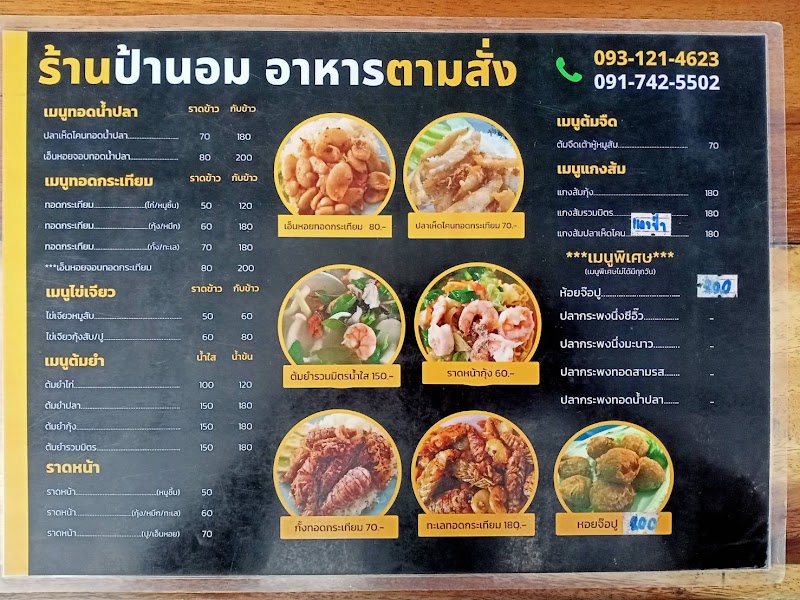 ร้านป้านอม อาหารตามสั่ง
093-121-4623
091-742-5502
เมนูทอดน้ำปลา ราดข้าว กับข้าว
ปลาเห็ดโคนทอดน้ำปลา 70 180
เอ็นหอยจอบทอดน้ำปลา 80 200
เมนูทอดกระเทียม ราดข้าว กับข้าว
ทอดกระเทียม (ไก่/หมูชิ้น) 50 120
ทอดกระเทียม (กุ้ง/หมึก) 60 180
ทอดกระเทียม (กั้ง/ทะเล) 70 180
***เอ็นหอยจอบทอดกระเทียม 80 200
เมนูไข่เจียว ราดข้าว กับข้าว
ไข่เจียวหมูสับ 50 60
ไข่เจียวกุ้งสับ/ปู 60 80
เมนูต้มยำ น้ำใส น้ำข้น
ต้มยำไก่ 100 120
ต้มยำปลา 150 180
ต้มยำกุ้ง 150 180
ต้มยำรวมมิตร 150 180
ราดหน้า
ราดหน้า (หมูชิ้น) 50
ราดหน้า (กุ้ง/หมึก/ทะเล) 60
ราดหน้า (ปู/เอ็นหอย) 70
เอ็นหอยทอดกระเทียม 80.-
ปลาเห็ดโคนทอดกระเทียม 70.-
ต้มยำรวมมิตรน้ำใส 150.-
ราดหน้ากุ้ง 60.-
กั้งทอดกระเทียม 70.-
ทะเลทอดกระเทียม 180.-
เมนูต้มจืด
ต้มจืดเต้าหู้หมูสับ 70
เมนูแกงส้ม
แกงส้มกุ้ง 180
แกงส้มรวมมิตร 180
แกงส้มปลาเห็ดโคน 180
***เมนูพิเศษ***
(เมนูพิเศษไม่ได้มีทุกวัน)
ห้อยจ๊อปู 200
ปลากระพงนึ่งซีอิ๊ว -
ปลากระพงนึ่งมะนาว -
ปลากระพงทอดสามรส -
ปลากระพงทอดน้ำปลา -
หอยจ๊อปู 200